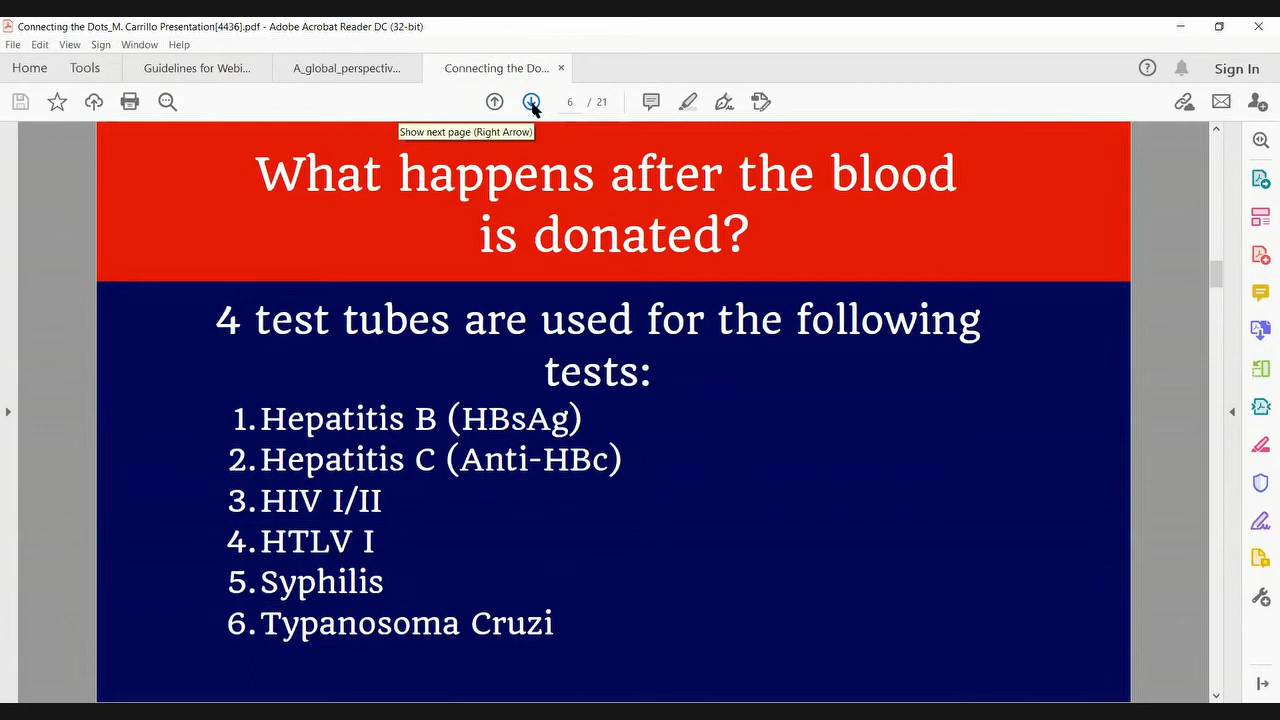 Connecting the Dots_M. Carrillo Presentation[4436].pdf - Adobe Acrobat Reader DC (32-bit)
File Edit View Sign Window Help
Home Tools Guidelines for Webi... A_global_perspectiv... Connecting the Do... × Sign In
6 / 21
Show next page (Right Arrow)
What happens after the blood
is donated?
4 test tubes are used for the following
tests:
1. Hepatitis B (HBsAg)
2. Hepatitis C (Anti-HBc)
3. HIV I/II
4. HTLV I
5. Syphilis
6. Typanosoma Cruzi